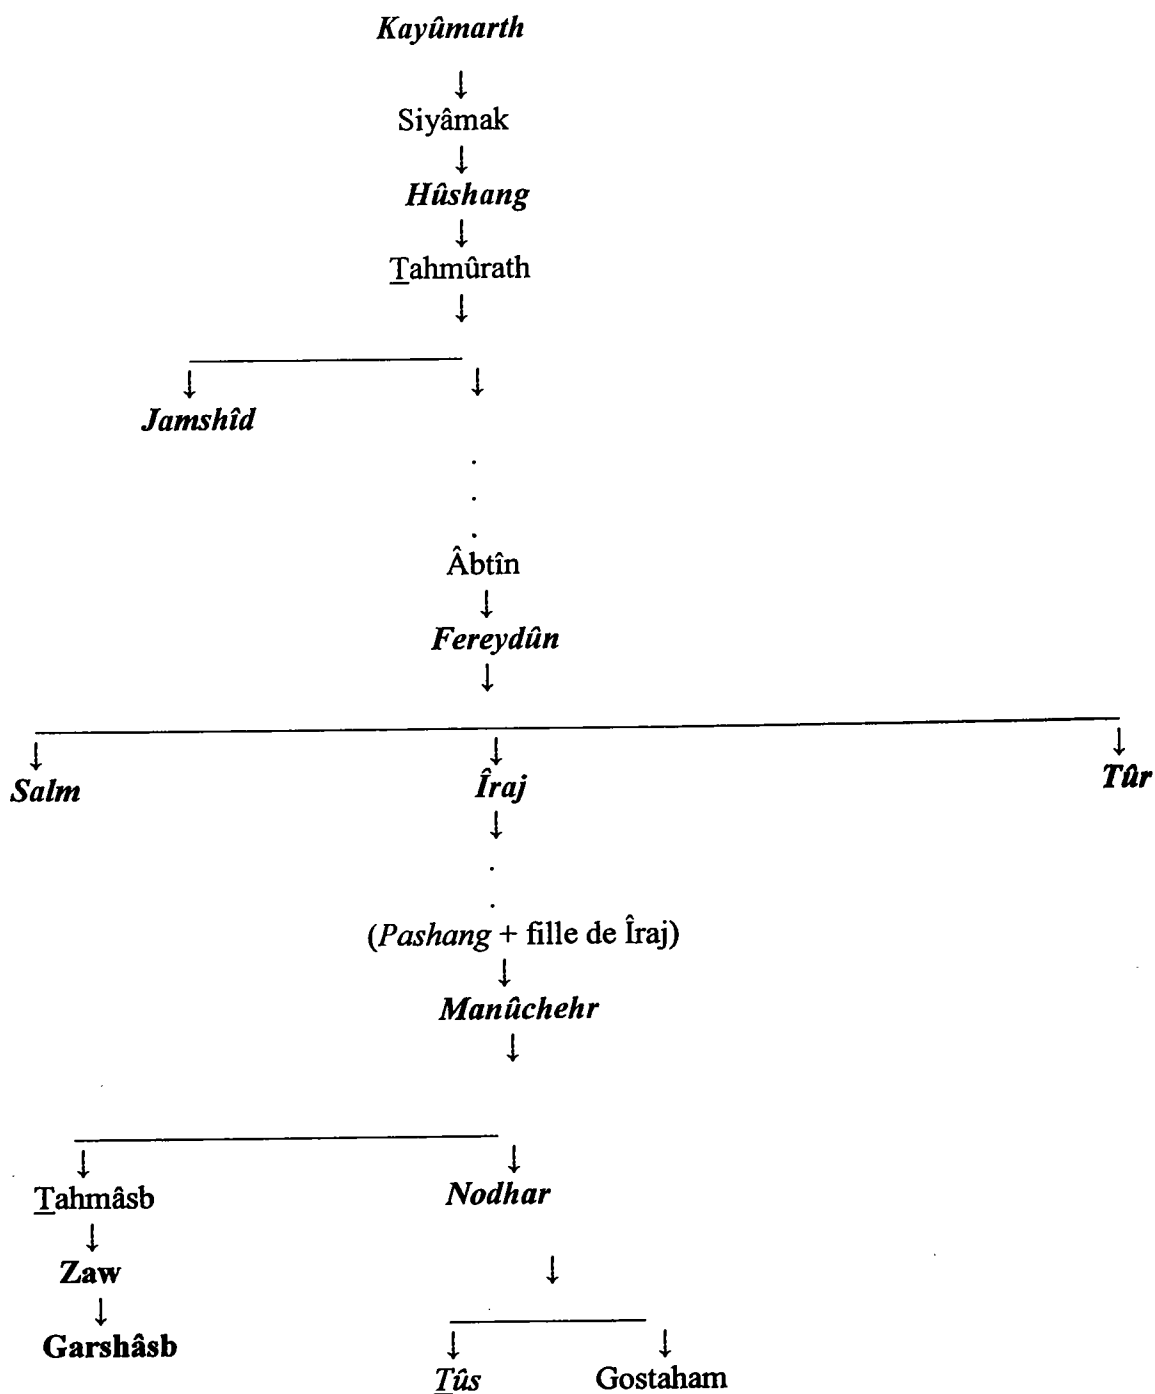 Kayûmarth
Siyâmak
Hûshang
Tahmûrath
Jamshîd
Âbtîn
Fereydûn
Salm Îraj Tûr
(Pashang + fille de Îraj)
Manûchehr
Tahmâsb Nodhar
Zaw
Garshâsb
Tûs Gostaham